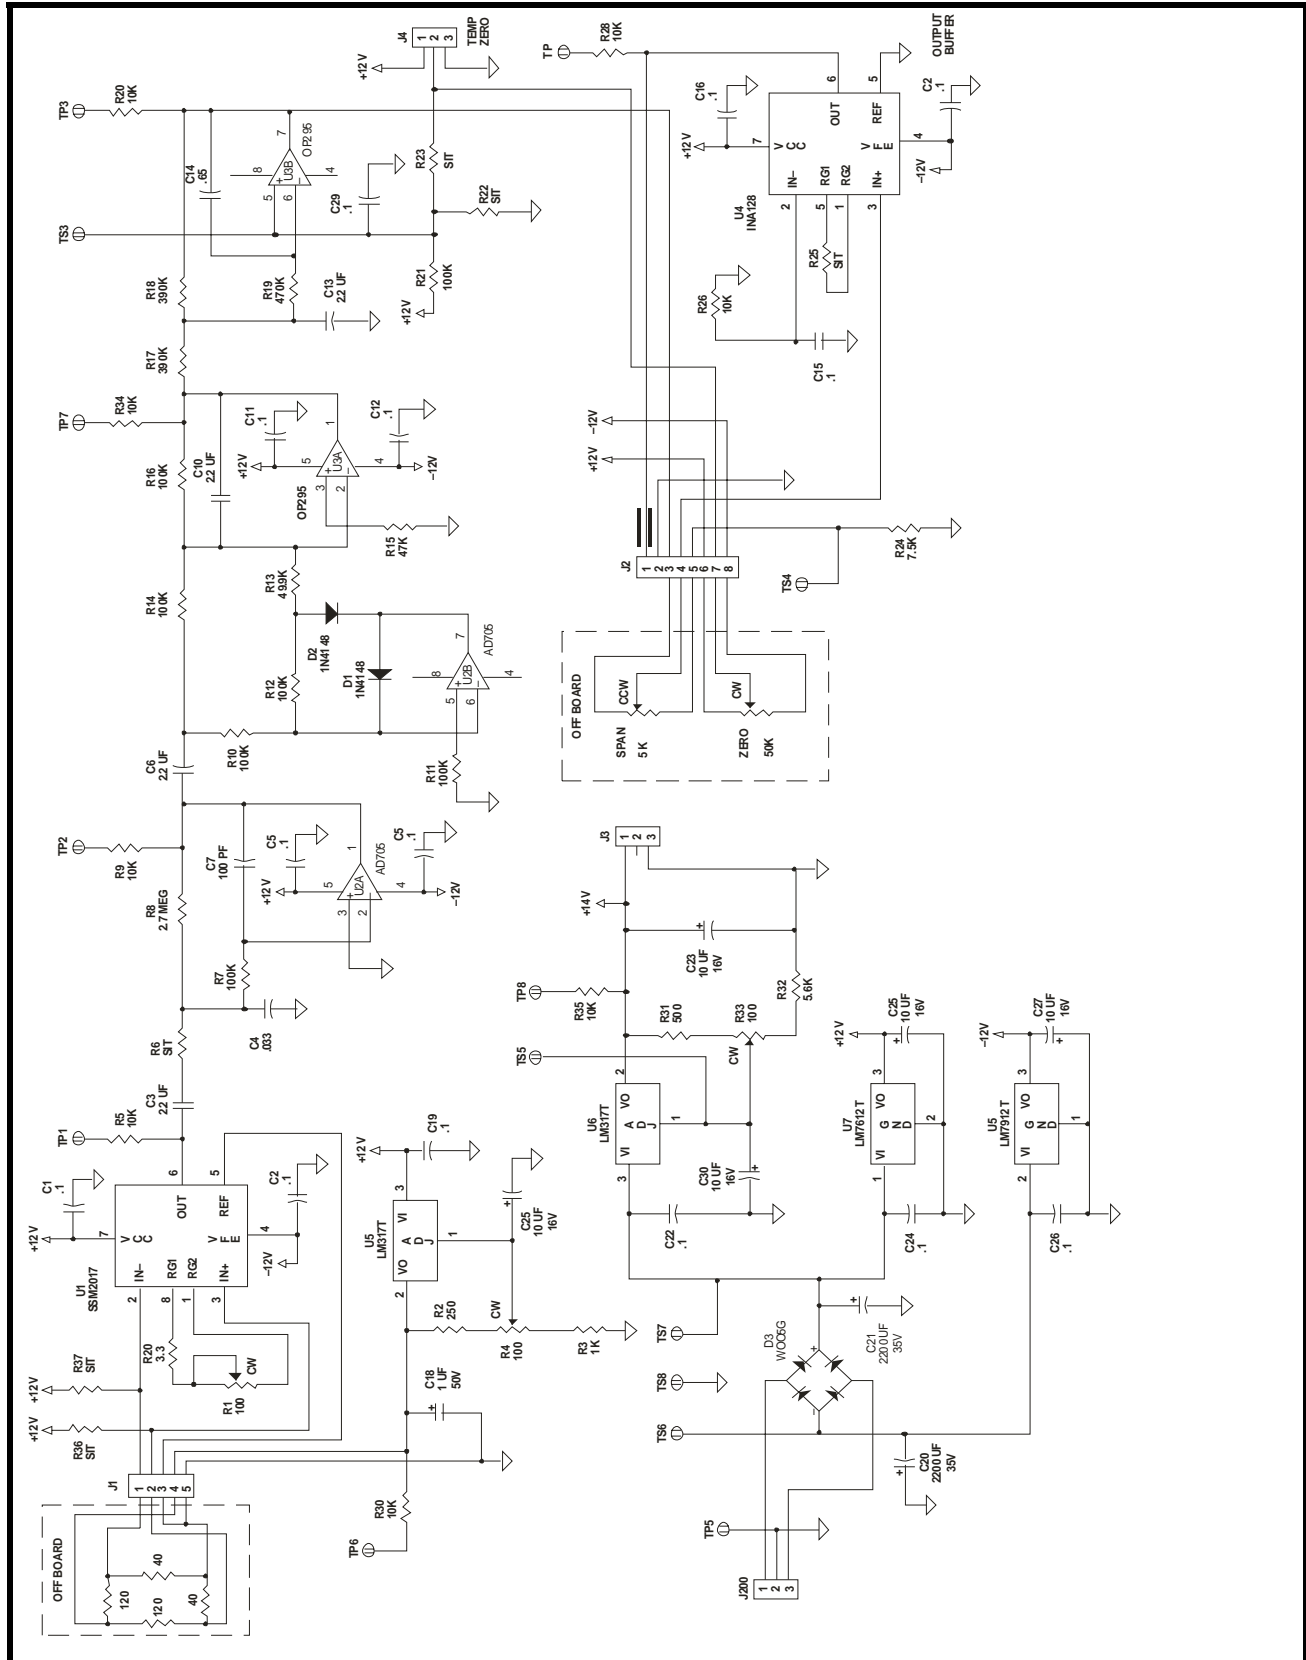 OFF BOARD
120
120
40
40
J1
1
2
3
4
5
R36
SIT
+12V
R37
SIT
+12V
R20
3.3
R1
100
CW
U1
SSM2017
2
IN–
8
RG1
1
RG2
3
IN+
V
C
C
7
+12V
C1
.1
OUT
6
REF
5
V
F
E
4
–12V
C2
.1
TP1
R5
10K
C3
2.2 UF
R6
SIT
C4
.033
R7
100K
R8
2.7 MEG
TP2
R9
10K
C7
100 PF
C5
.1
+12V
5
U2A
3
+
2
–
1
4
AD705
C5
.1
–12V
C6
2.2 UF
R10
100K
R11
100K
R12
100K
D1
1N4148
D2
1N4148
8
5
+
6
–
U2B
7
4
AD705
R13
49.9K
R14
100K
R15
47K
R16
100K
C10
2.2 UF
TP7
R34
10K
C11
.1
+12V
5
3
+
2
–
U3A
1
4
OP295
C12
.1
–12V
R17
390K
R18
390K
R19
470K
C13
2.2 UF
TS3
C14
.65
8
5
+
6
–
U3B
7
4
OP295
C29
.1
TP3
R20
10K
+12V
R21
100K
R22
SIT
R23
SIT
J4
1
2
3
+12V
TEMP
ZERO
TP6
R30
10K
C18
1 UF
50V
R2
250
R4
100
CW
R3
1K
U5
LM317T
2
VO
A
D
J
1
VI
3
+12V
C19
.1
C25
10 UF
16V
J200
1
2
3
TP5
TS6
TS8
TS7
D3
WOO5G
+
–
C20
2200UF
35V
C21
2200UF
35V
C22
.1
U6
LM317T
3
VI
A
D
J
1
VO
2
C30
10 UF
16V
TS5
TP8
R35
10K
R31
500
R33
100
CW
R32
5.6K
C23
10 UF
16V
+14V
J3
1
2
3
C24
.1
U7
LM7612T
1
VI
G
N
D
2
VO
3
+12V
C25
10 UF
16V
C26
.1
U5
LM7912T
2
VI
G
N
D
1
VO
3
–12V
C27
10 UF
16V
OFF BOARD
SPAN
5K
CCW
ZERO
50K
CW
J2
1
2
3
4
5
6
7
8
TS4
R24
7.5K
+12V
–12V
R26
10K
C15
.1
R25
SIT
U4
INA128
2
IN–
5
RG1
1
RG2
3
IN+
V
C
C
7
+12V
C16
.1
OUT
6
REF
5
V
F
E
4
–12V
C2
.1
TP
R28
10K
OUTPUT
BUFFER